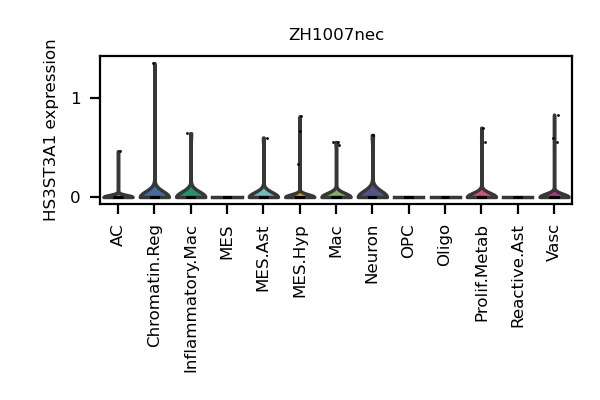 ZH1007nec
HS3ST3A1 expression
1
0
AC
Chromatin.Reg
Inflammatory.Mac
MES
MES.Ast
MES.Hyp
Mac
Neuron
OPC
Oligo
Prolif.Metab
Reactive.Ast
Vasc